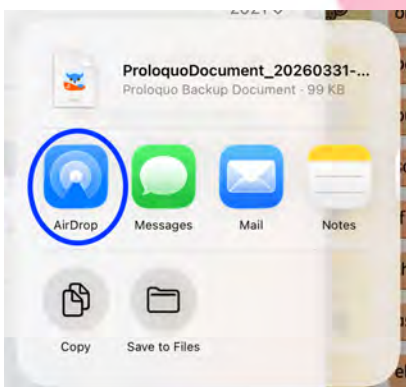 ProloquoDocument_20260331-...
Proloquo Backup Document · 99 KB
AirDrop
Messages
Mail
Notes
Copy
Save to Files